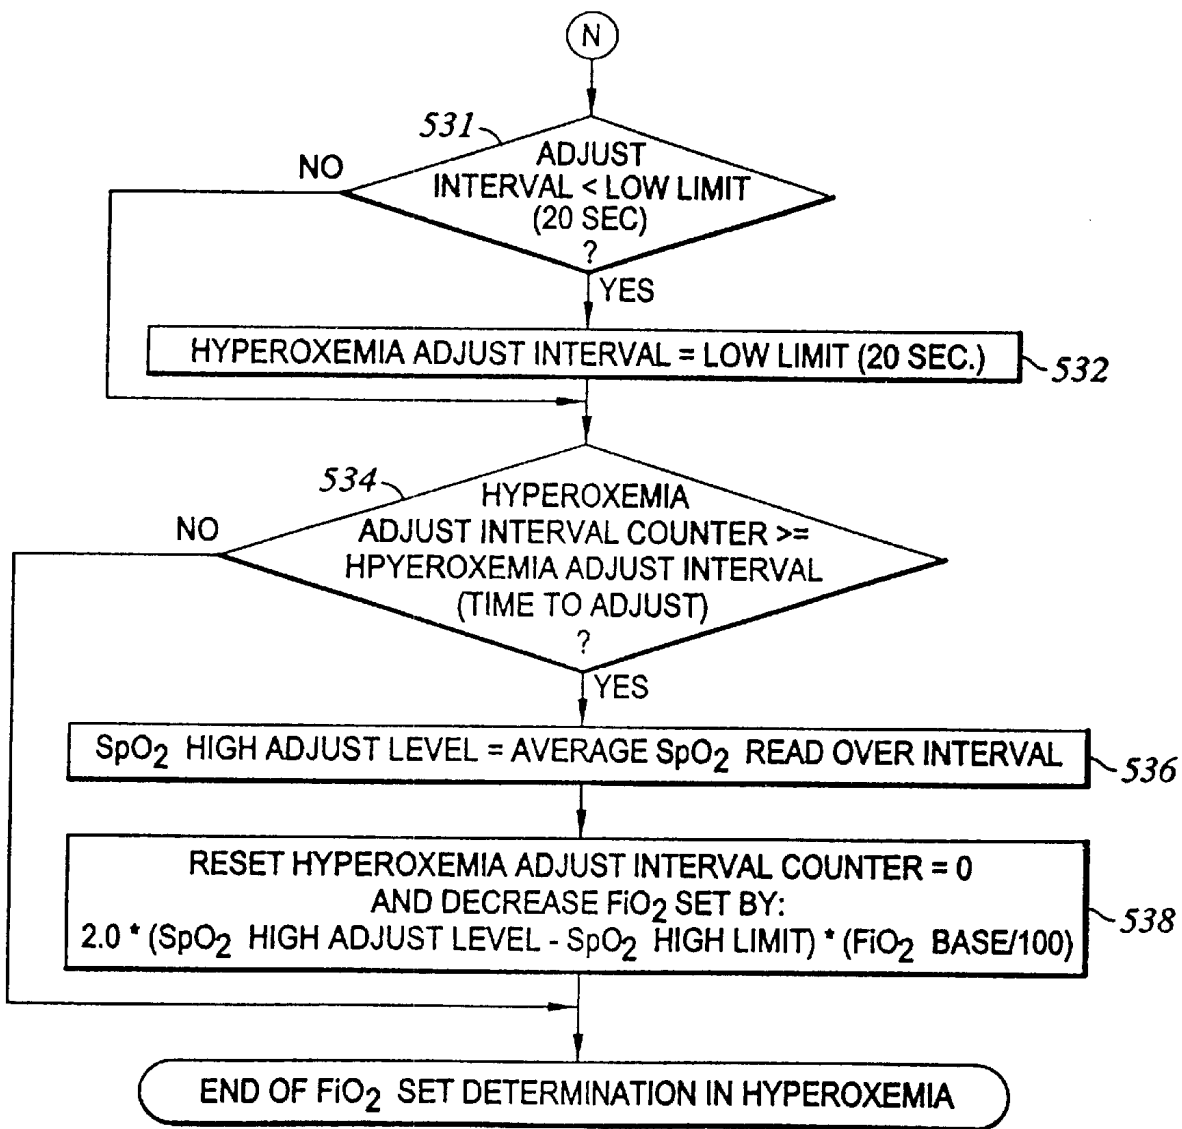 N
531
NO
ADJUST
INTERVAL < LOW LIMIT
(20 SEC)
?
YES
HYPEROXEMIA ADJUST INTERVAL = LOW LIMIT (20 SEC.)
532
534
NO
HYPEROXEMIA
ADJUST INTERVAL COUNTER >=
HPYEROXEMIA ADJUST INTERVAL
(TIME TO ADJUST)
?
YES
SpO2 HIGH ADJUST LEVEL = AVERAGE SpO2 READ OVER INTERVAL
536
RESET HYPEROXEMIA ADJUST INTERVAL COUNTER = 0
AND DECREASE FiO2 SET BY:
2.0 * (SpO2 HIGH ADJUST LEVEL - SpO2 HIGH LIMIT) * (FiO2 BASE/100)
538
END OF FiO2 SET DETERMINATION IN HYPEROXEMIA